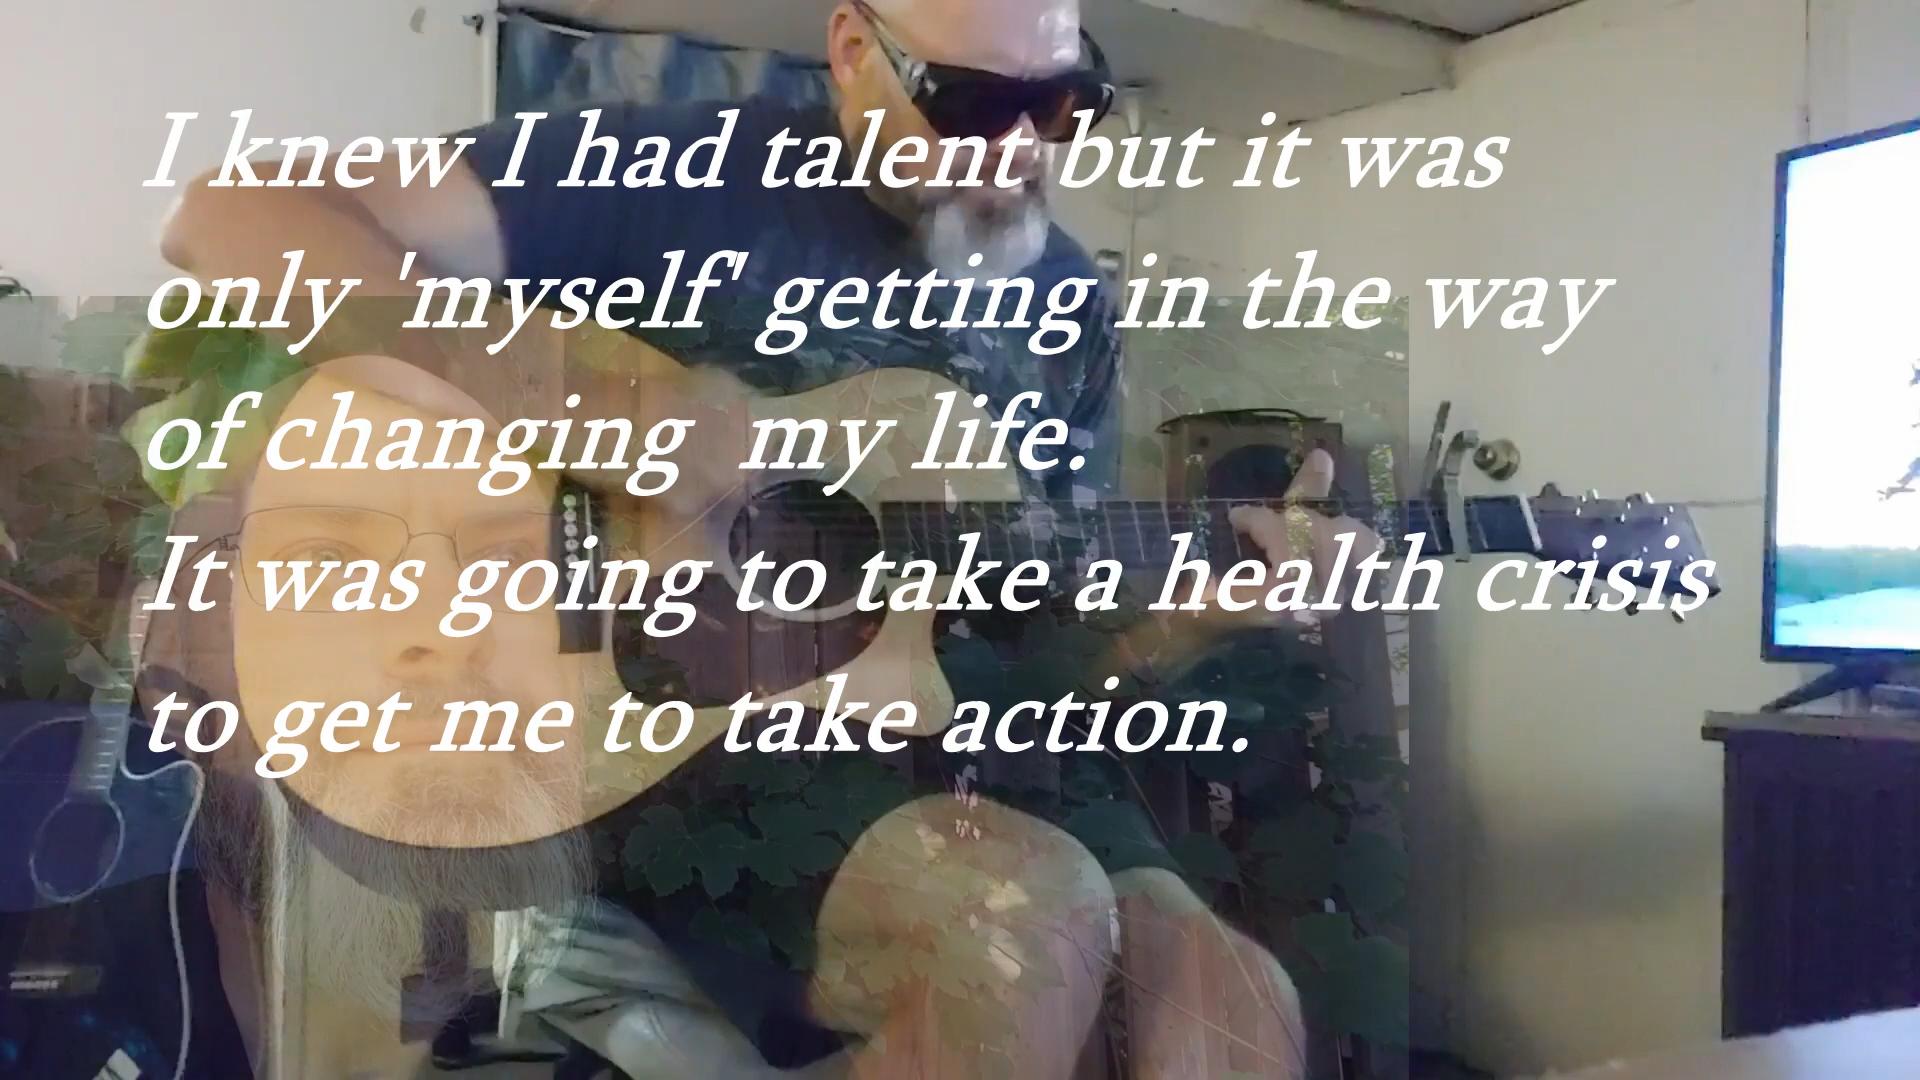 I knew I had talent but it was
only 'myself' getting in the way
of changing  my life.
It was going to take a health crisis
to get me to take action.